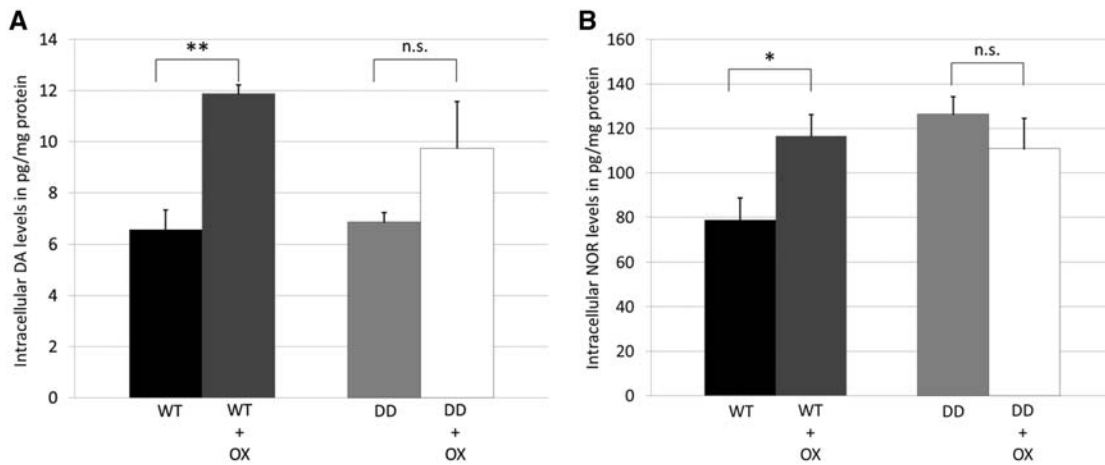 A
Intracellular DA levels in pg/mg protein
14
12
10
8
6
4
2
0
**
n.s.
WT
WT
+
OX
DD
DD
+
OX
B
Intracellular NOR levels in pg/mg protein
160
140
120
100
80
60
40
20
0
*
n.s.
WT
WT
+
OX
DD
DD
+
OX